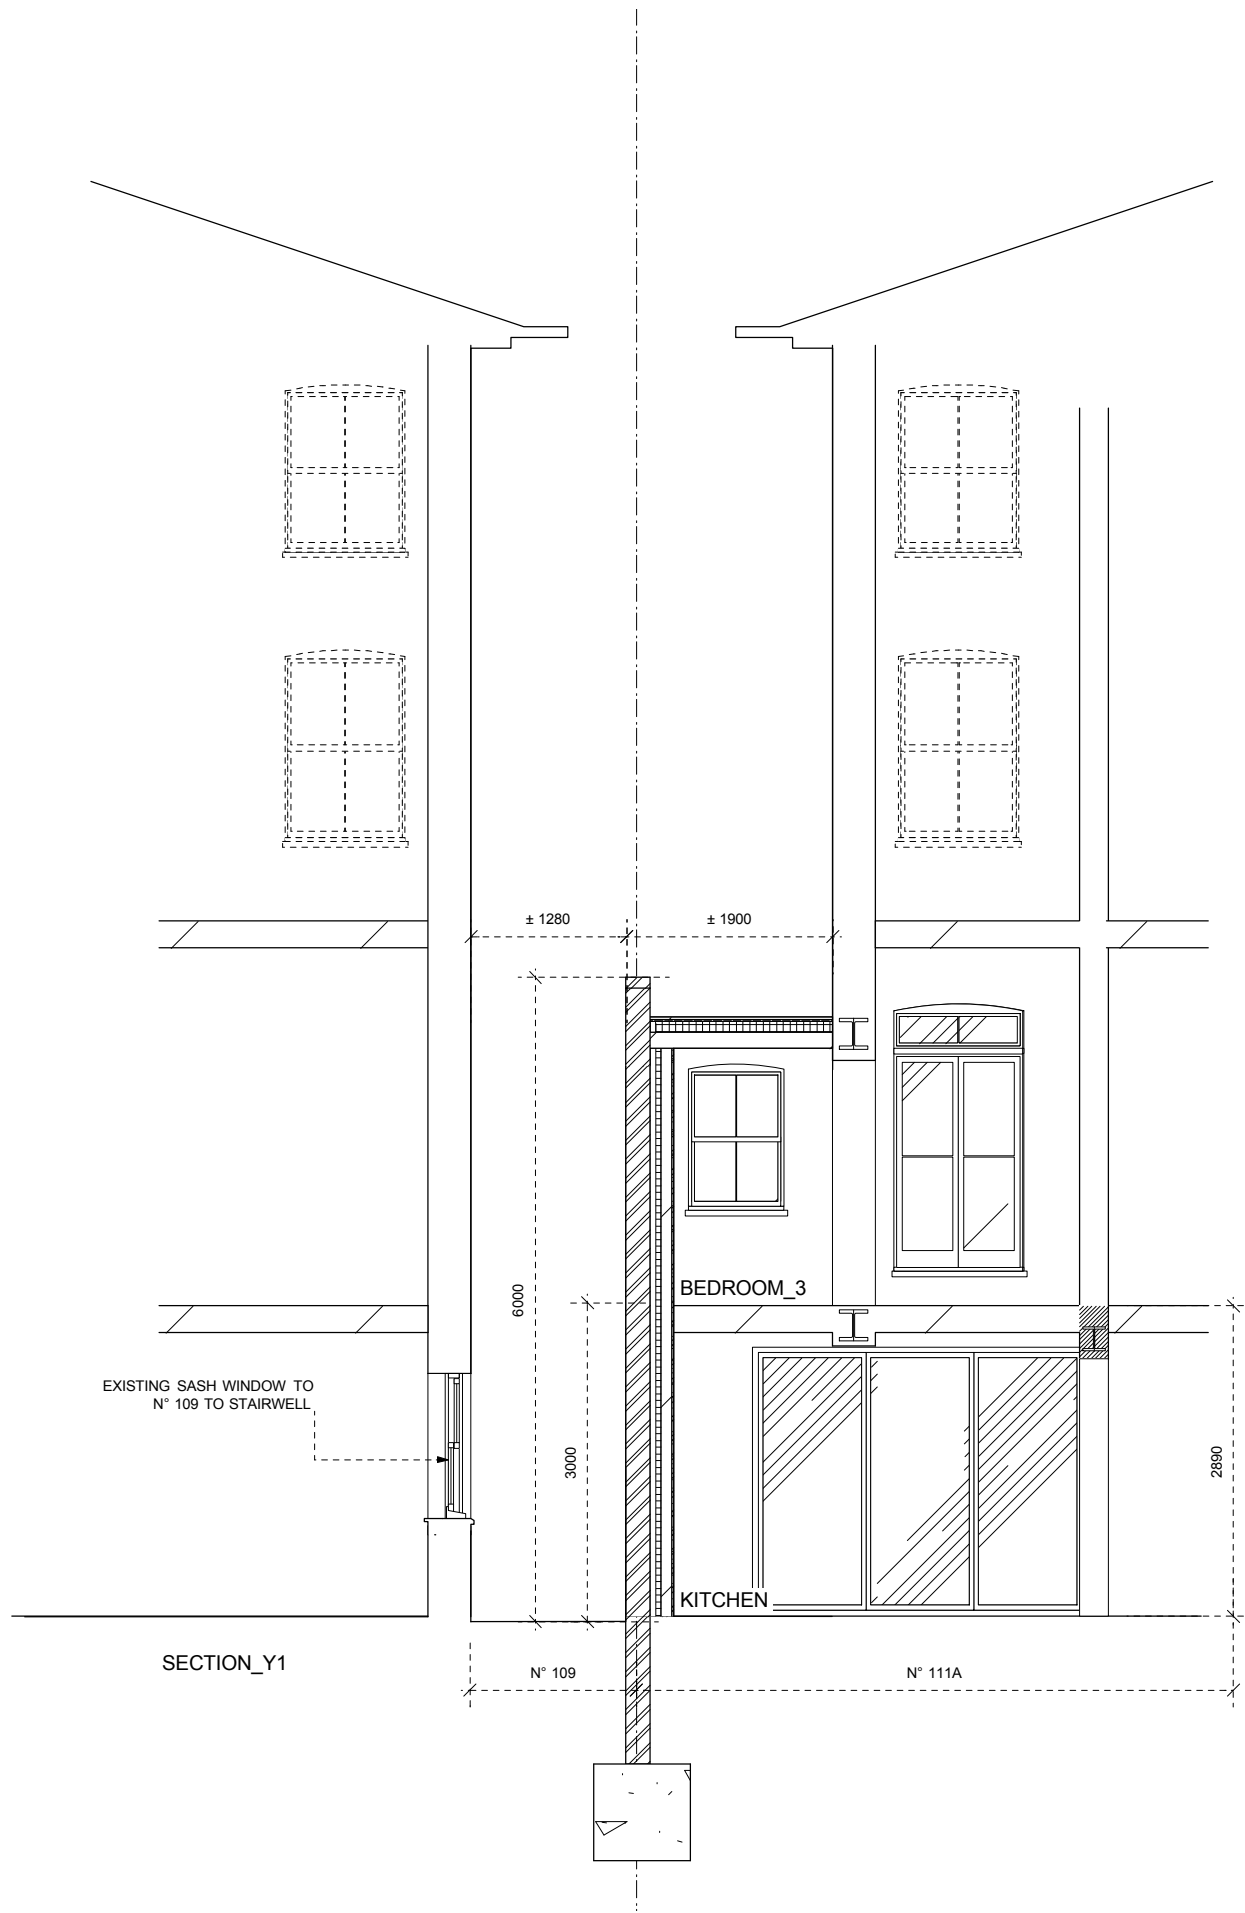 ± 1280
± 1900
6000
BEDROOM_3
EXISTING SASH WINDOW TO
N° 109 TO STAIRWELL
3000
2890
KITCHEN
SECTION_Y1
N° 109
N° 111A